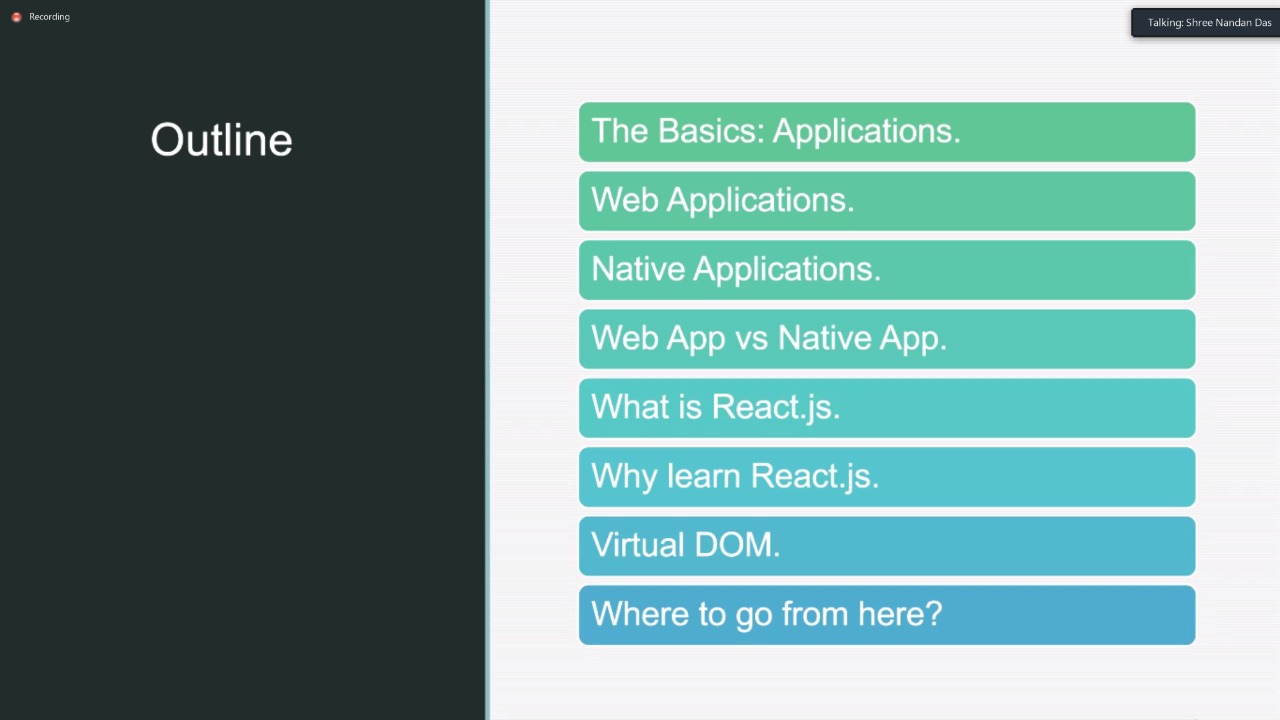 Recording
Talking: Shree Nandan Das
Outline
The Basics: Applications.
Web Applications.
Native Applications.
Web App vs Native App.
What is React.js.
Why learn React.js.
Virtual DOM.
Where to go from here?